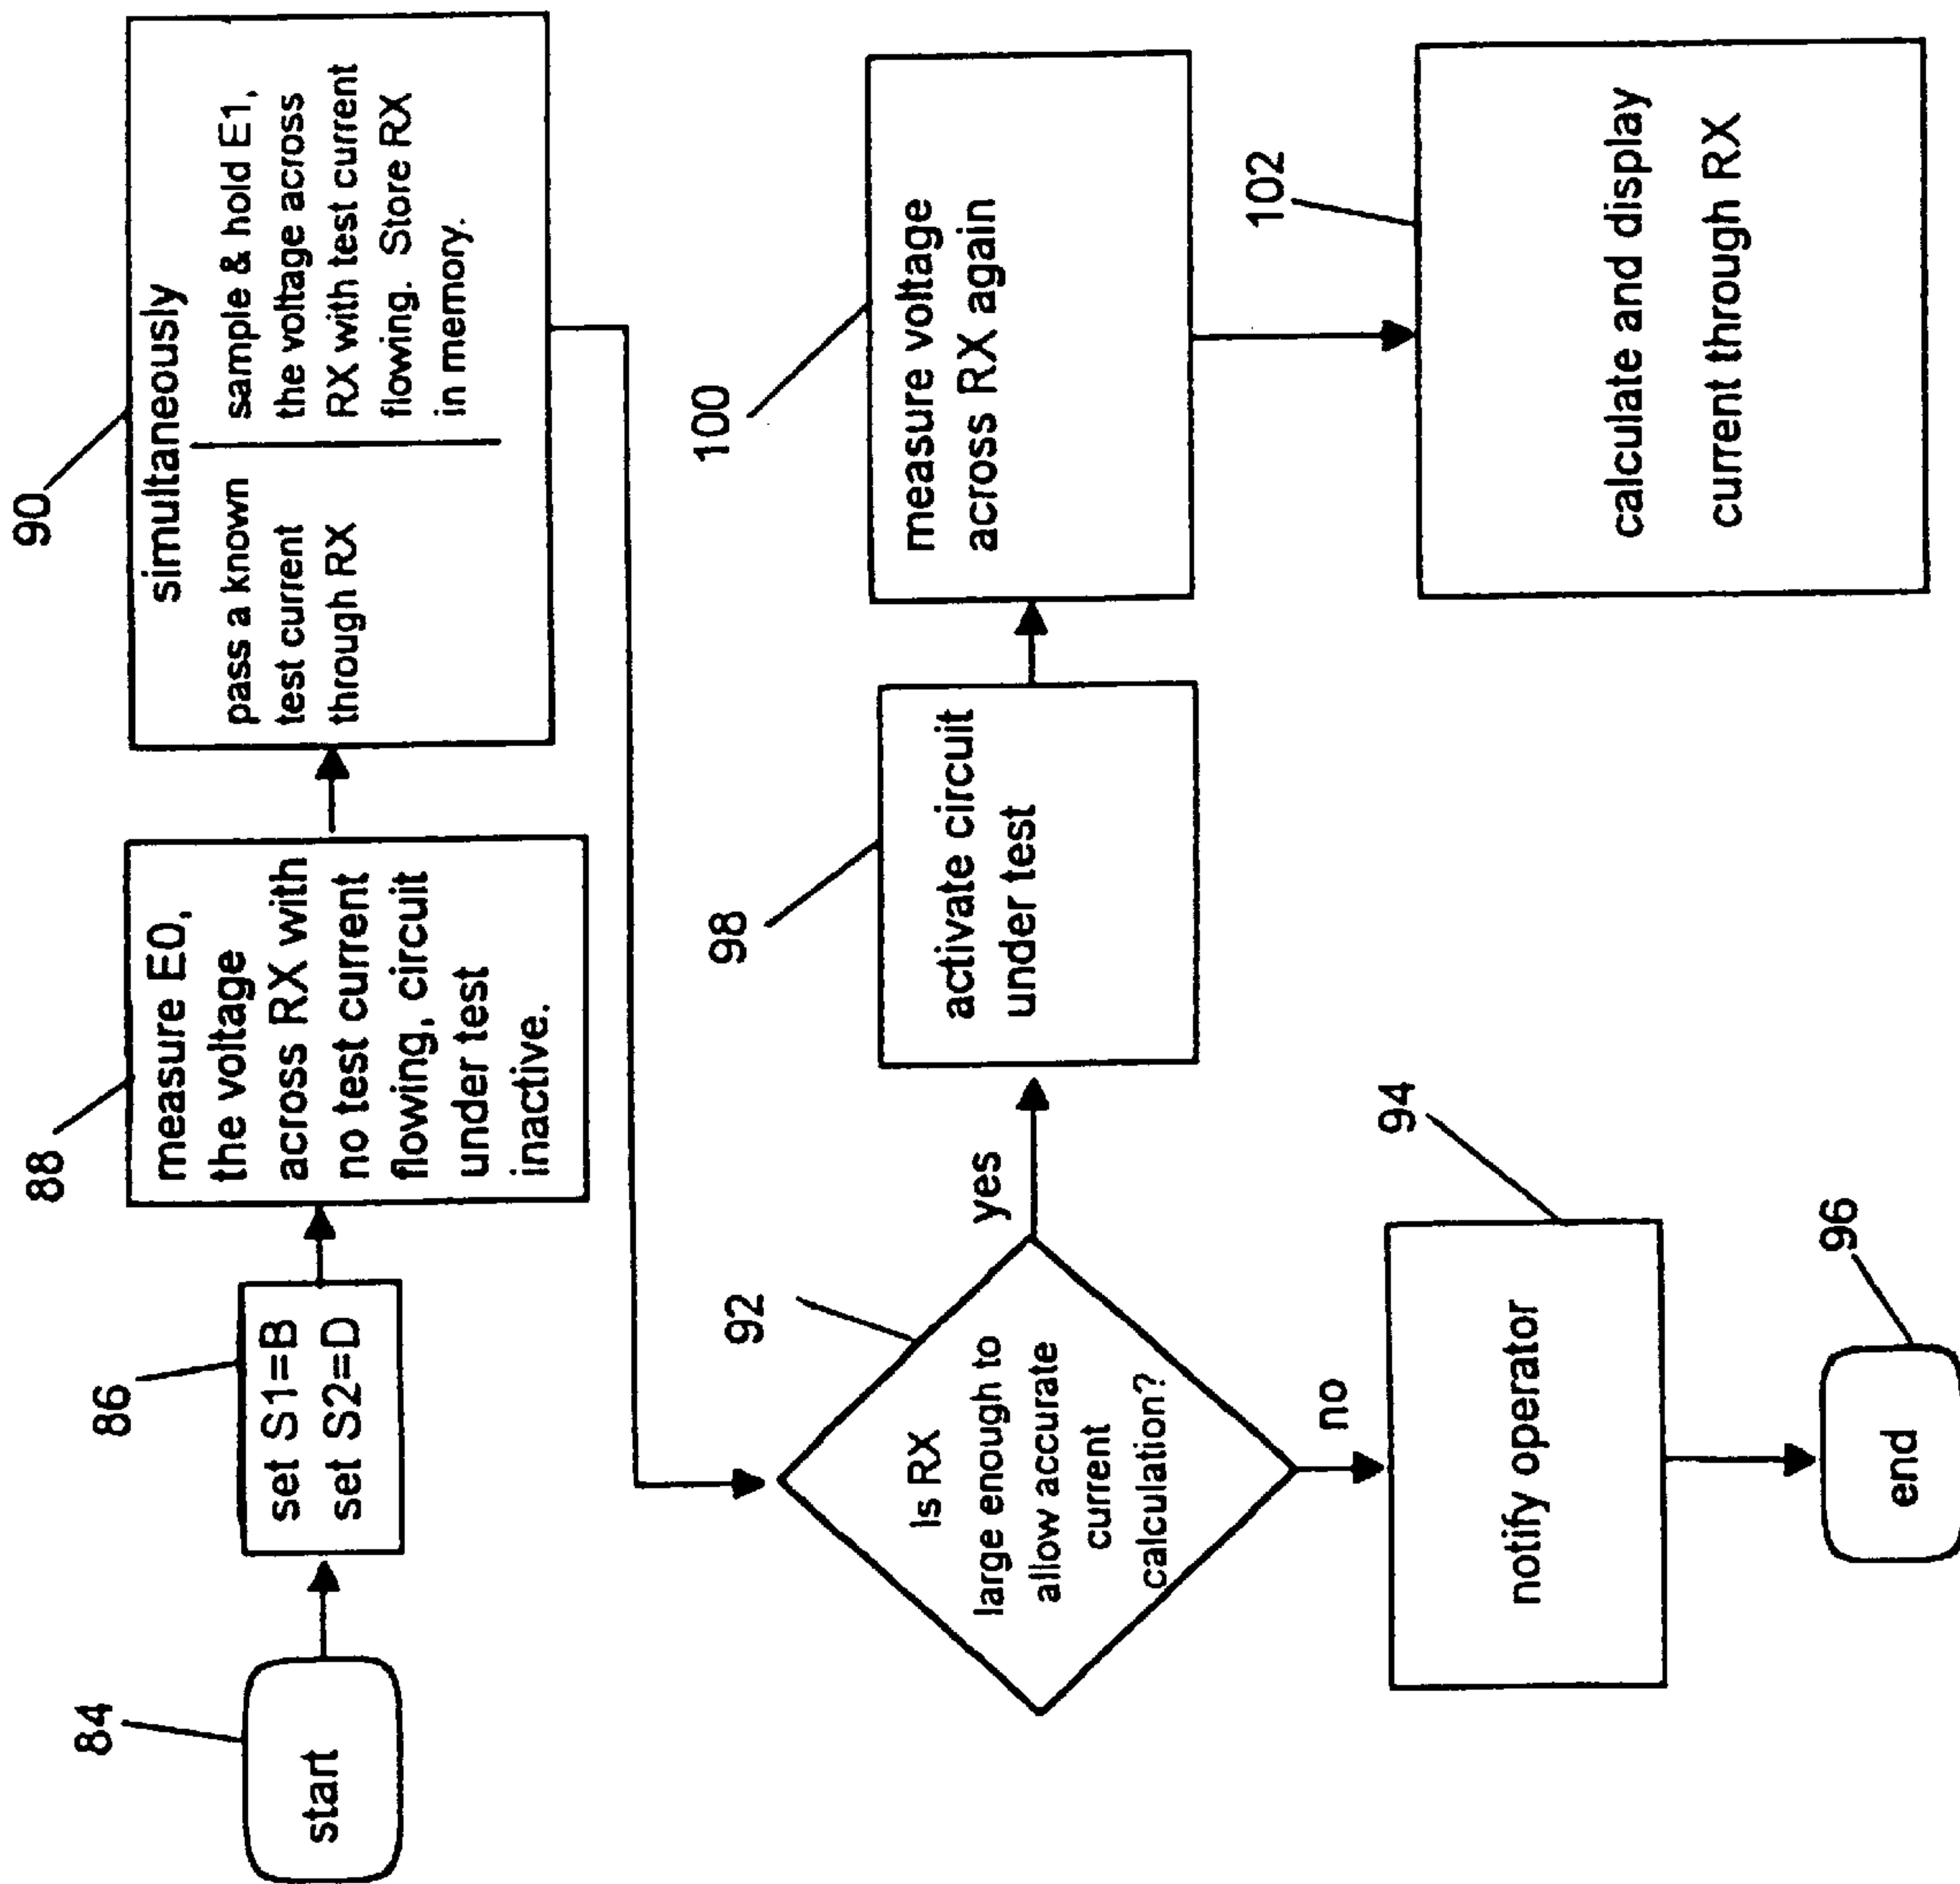 84
start
86
set S1=B
set S2=D
88
measure E0,
the voltage
across RX with
no test current
flowing, circuit
under test
inactive.
90
simultaneously
pass a known
test current
through RX
sample & hold E1,
the voltage across
RX with test current
flowing. Store RX
in memory.
92
Is RX
large enough to
allow accurate
current
calculation?
yes
no
94
notify operator
96
end
98
activate circuit
under test
100
measure voltage
across RX again
102
calculate and display
current through RX